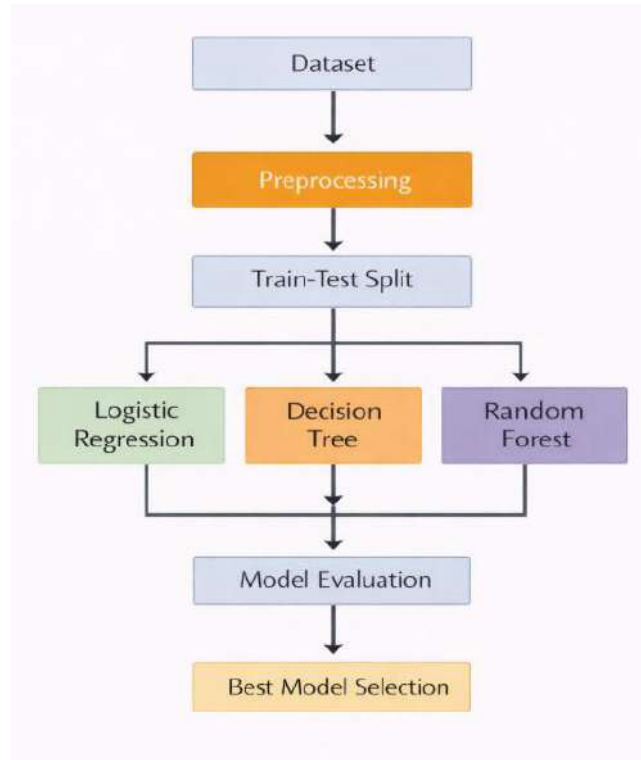 Dataset
Preprocessing
Train-Test Split
Logistic
Regression
Decision
Tree
Random
Forest
Model Evaluation
Best Model Selection